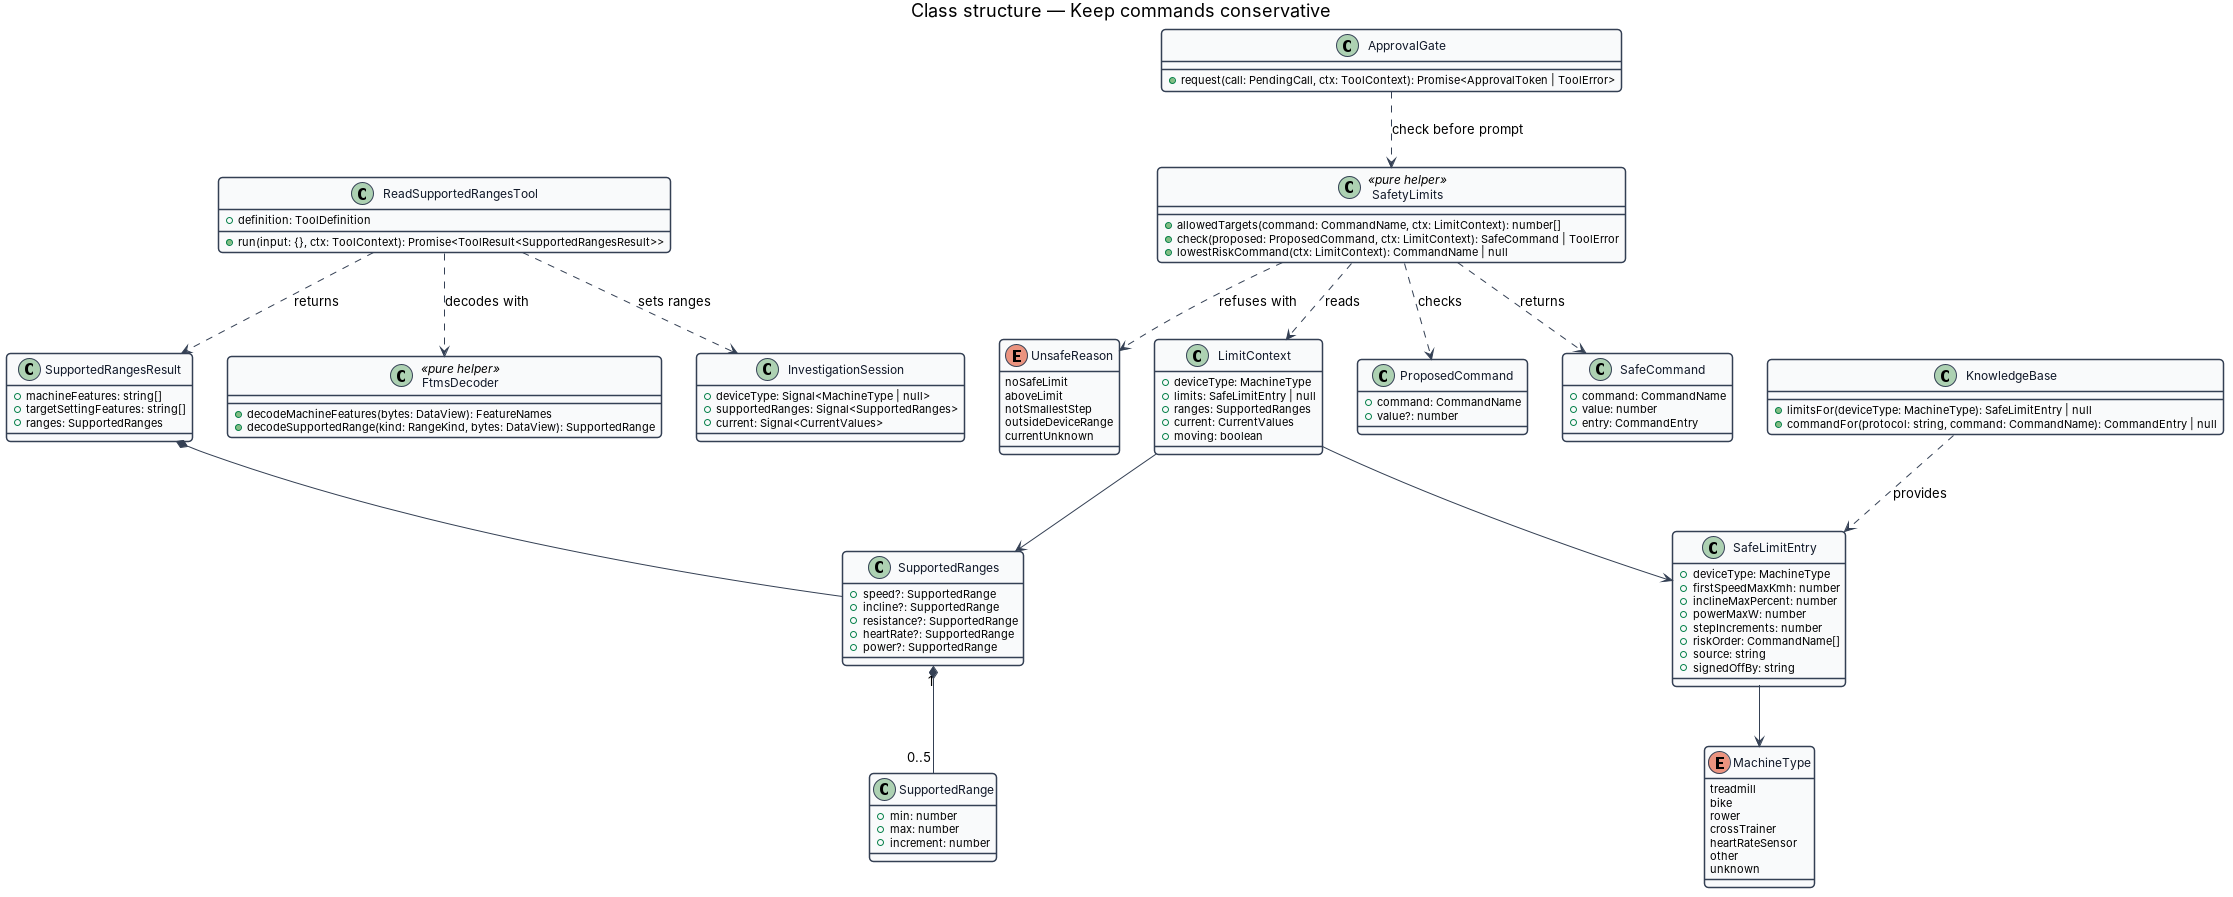 Class structure — Keep commands conservative
C ApprovalGate
request(call: PendingCall, ctx: ToolContext): Promise<ApprovalToken | ToolError>
check before prompt
C ReadSupportedRangesTool
definition: ToolDefinition
run(input: {}, ctx: ToolContext): Promise<ToolResult<SupportedRangesResult>>
C «pure helper»
SafetyLimits
allowedTargets(command: CommandName, ctx: LimitContext): number[]
check(proposed: ProposedCommand, ctx: LimitContext): SafeCommand | ToolError
lowestRiskCommand(ctx: LimitContext): CommandName | null
returns
decodes with
sets ranges
refuses with
reads
checks
returns
C SupportedRangesResult
machineFeatures: string[]
targetSettingFeatures: string[]
ranges: SupportedRanges
C «pure helper»
FtmsDecoder
decodeMachineFeatures(bytes: DataView): FeatureNames
decodeSupportedRange(kind: RangeKind, bytes: DataView): SupportedRange
C InvestigationSession
deviceType: Signal<MachineType | null>
supportedRanges: Signal<SupportedRanges>
current: Signal<CurrentValues>
E UnsafeReason
noSafeLimit
aboveLimit
notSmallestStep
outsideDeviceRange
currentUnknown
C LimitContext
deviceType: MachineType
limits: SafeLimitEntry | null
ranges: SupportedRanges
current: CurrentValues
moving: boolean
C ProposedCommand
command: CommandName
value?: number
C SafeCommand
command: CommandName
value: number
entry: CommandEntry
C KnowledgeBase
limitsFor(deviceType: MachineType): SafeLimitEntry | null
commandFor(protocol: string, command: CommandName): CommandEntry | null
provides
C SupportedRanges
speed?: SupportedRange
incline?: SupportedRange
resistance?: SupportedRange
heartRate?: SupportedRange
power?: SupportedRange
1
0..5
C SafeLimitEntry
deviceType: MachineType
firstSpeedMaxKmh: number
inclineMaxPercent: number
powerMaxW: number
stepIncrements: number
riskOrder: CommandName[]
source: string
signedOffBy: string
C SupportedRange
min: number
max: number
increment: number
E MachineType
treadmill
bike
rower
crossTrainer
heartRateSensor
other
unknown